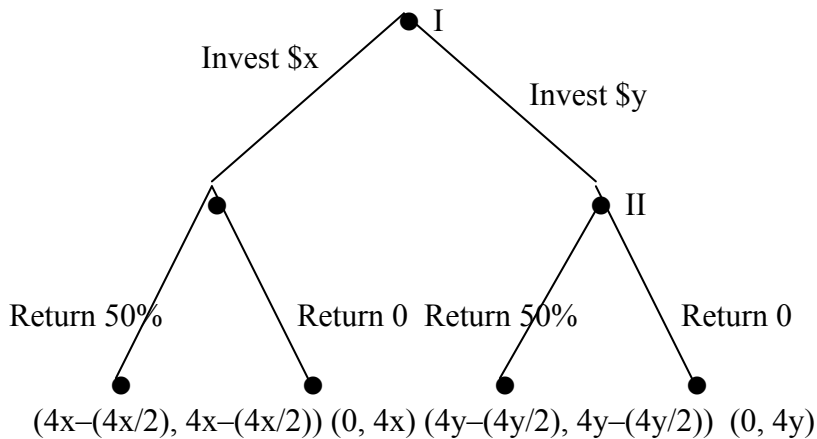 I
Invest $x
Invest $y
II
Return 50%
Return 0
Return 50%
Return 0
(4x–(4x/2), 4x–(4x/2)) (0, 4x) (4y–(4y/2), 4y–(4y/2)) (0, 4y)